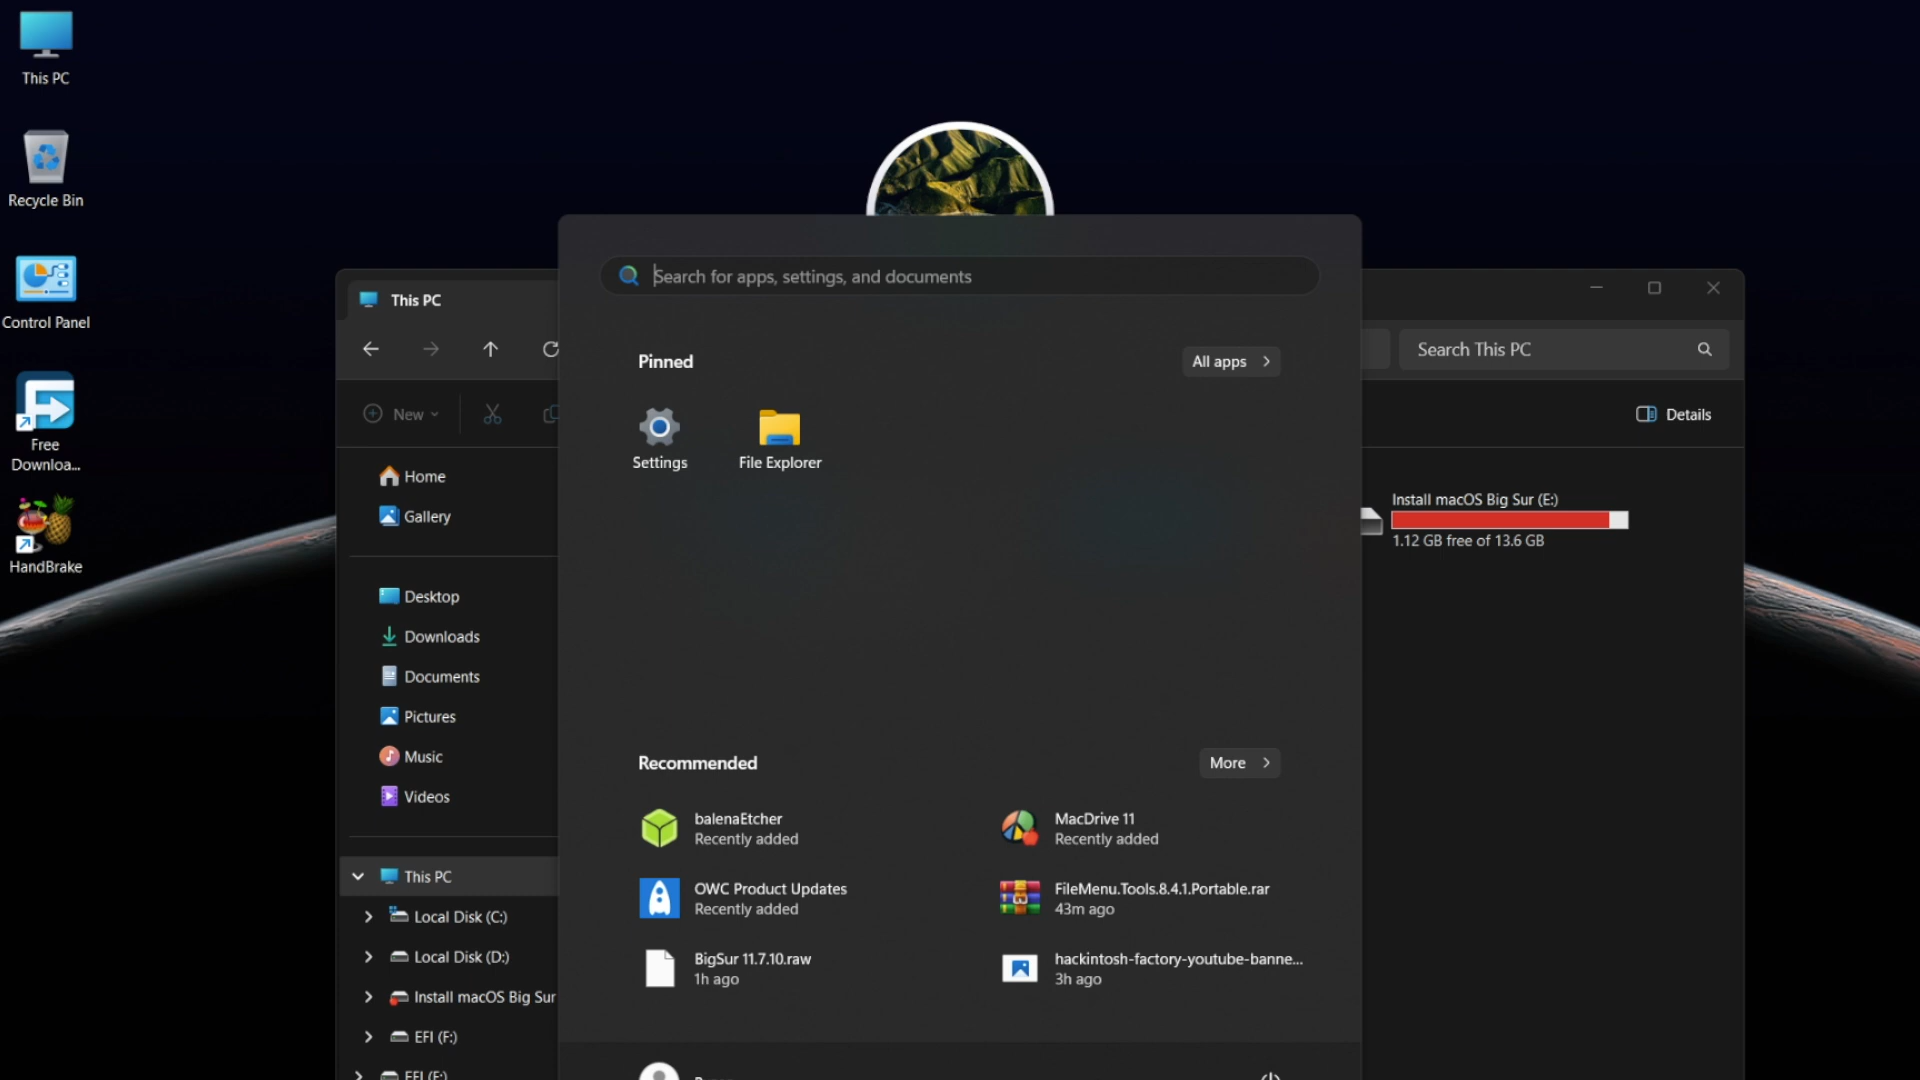 This PC
Recycle Bin
Control Panel
Free
Downloa...
HandBrake
This PC
Search This PC
New
Details
Home
Gallery
Desktop
Downloads
Documents
Pictures
Music
Videos
This PC
Local Disk (C:)
Local Disk (D:)
Install macOS Big Sur
EFI (F:)
EFI (F:)
Install macOS Big Sur (E:)
1.12 GB free of 13.6 GB
Search for apps, settings, and documents
Pinned
All apps
Settings
File Explorer
Recommended
More
balenaEtcher
Recently added
MacDrive 11
Recently added
OWC Product Updates
Recently added
FileMenu.Tools.8.4.1.Portable.rar
43m ago
BigSur 11.7.10.raw
1h ago
hackintosh-factory-youtube-banne...
3h ago